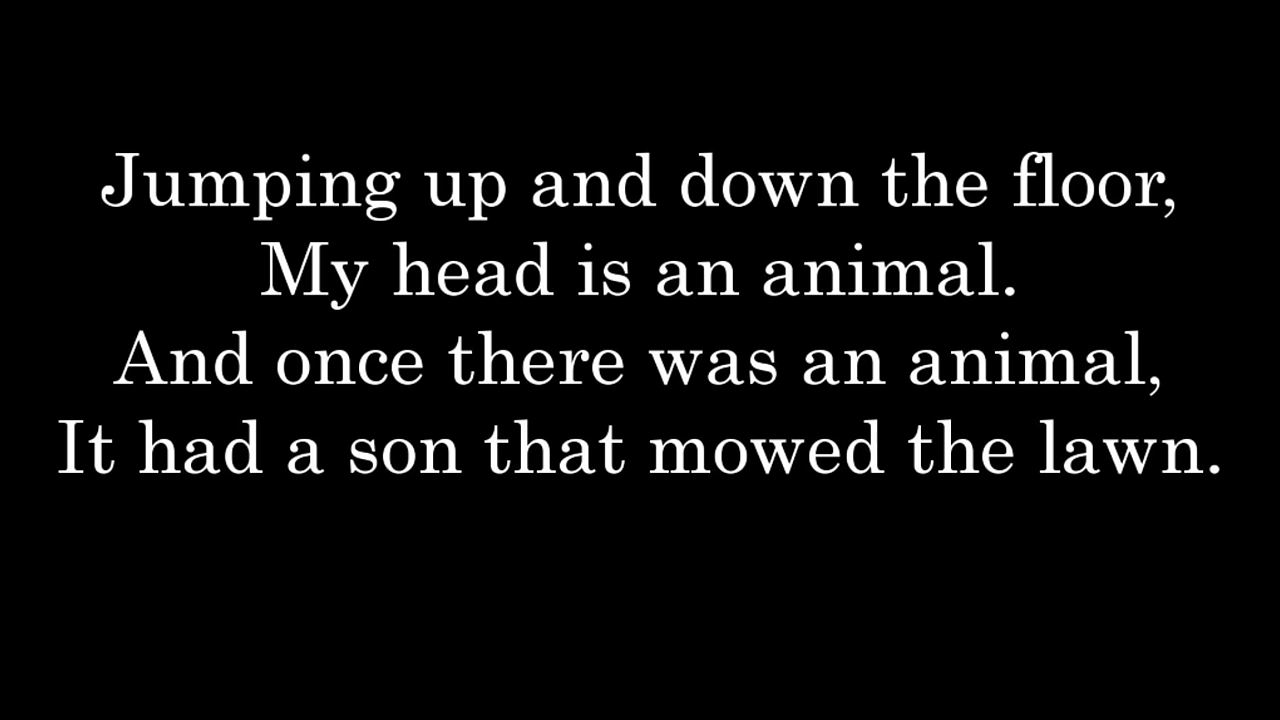 Jumping up and down the floor,
My head is an animal.
And once there was an animal,
It had a son that mowed the lawn.